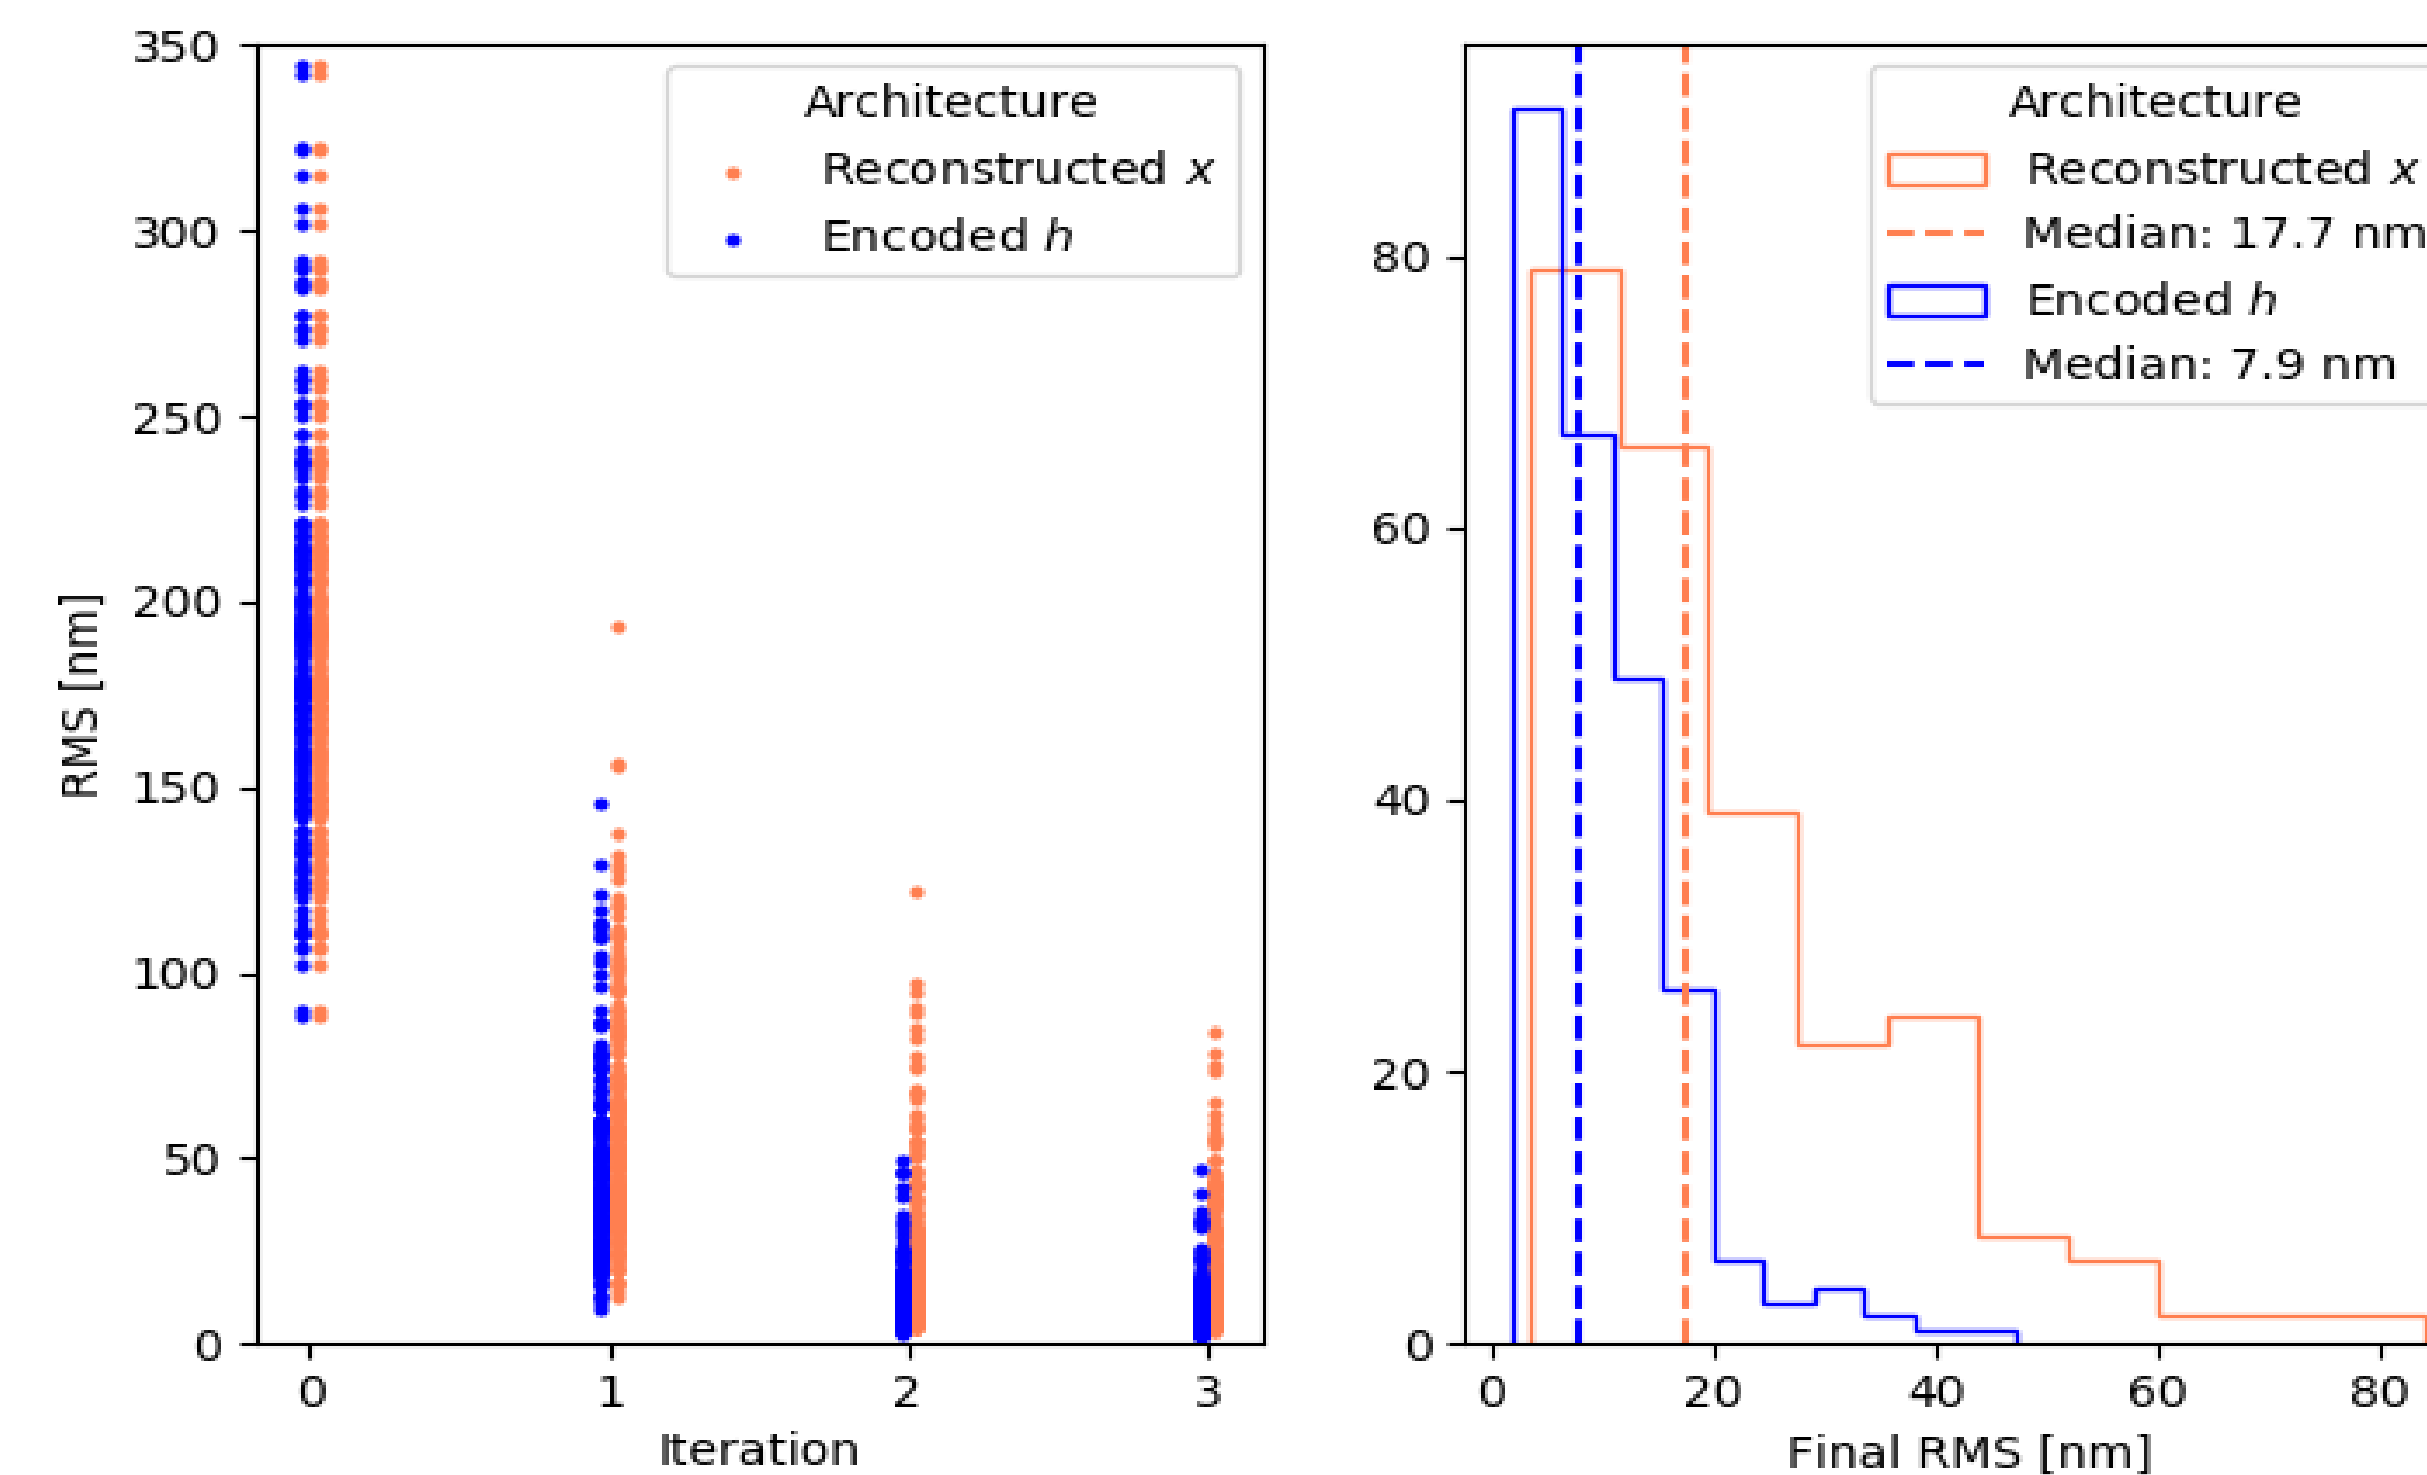 350
300
250
200
150
100
50
0
RMS [nm]
0 1 2 3
Iteration
Architecture
Reconstructed x
Encoded h
80
60
40
20
0
0 20 40 60 80
Final RMS [nm]
Architecture
Reconstructed x
Median: 17.7 nm
Encoded h
Median: 7.9 nm